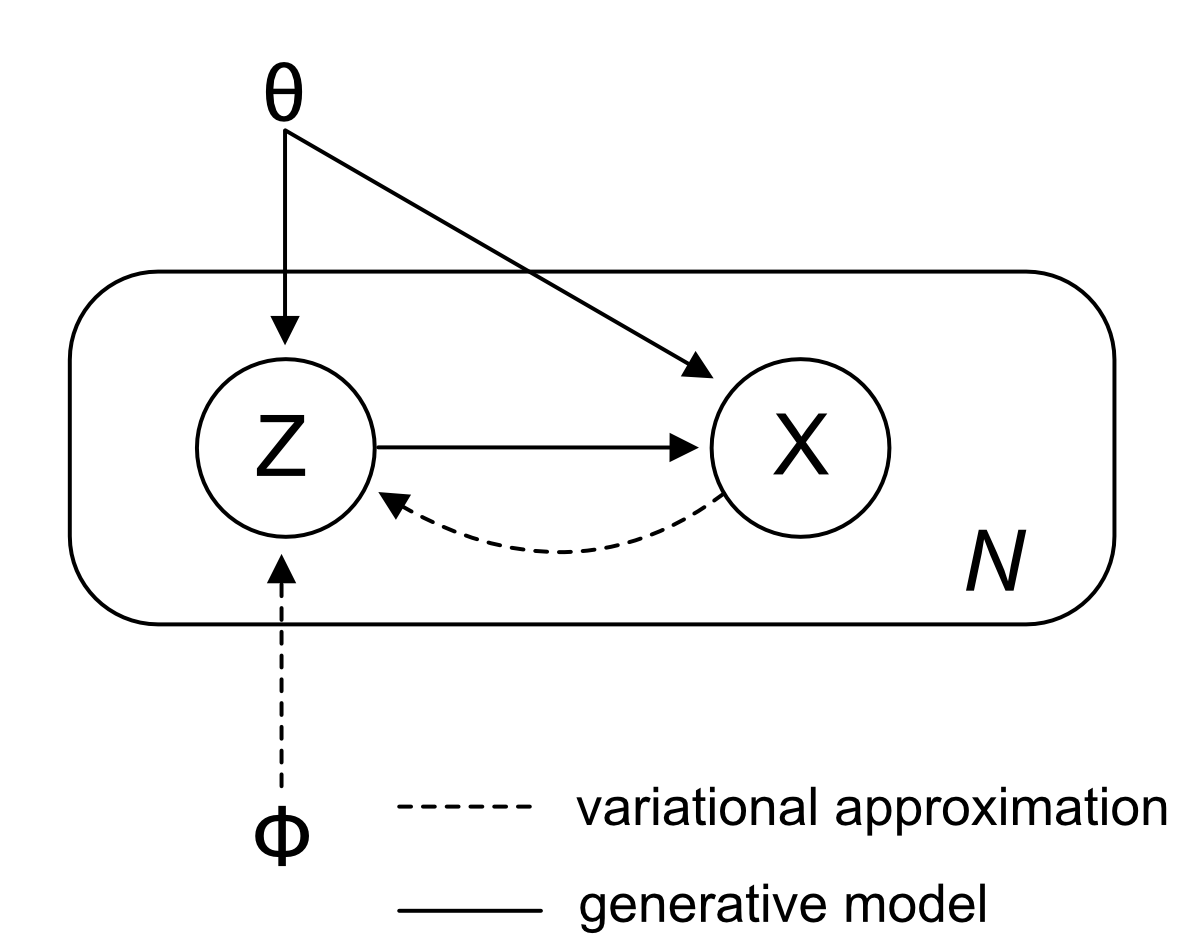 θ
Z
X
N
Φ
variational approximation
generative model